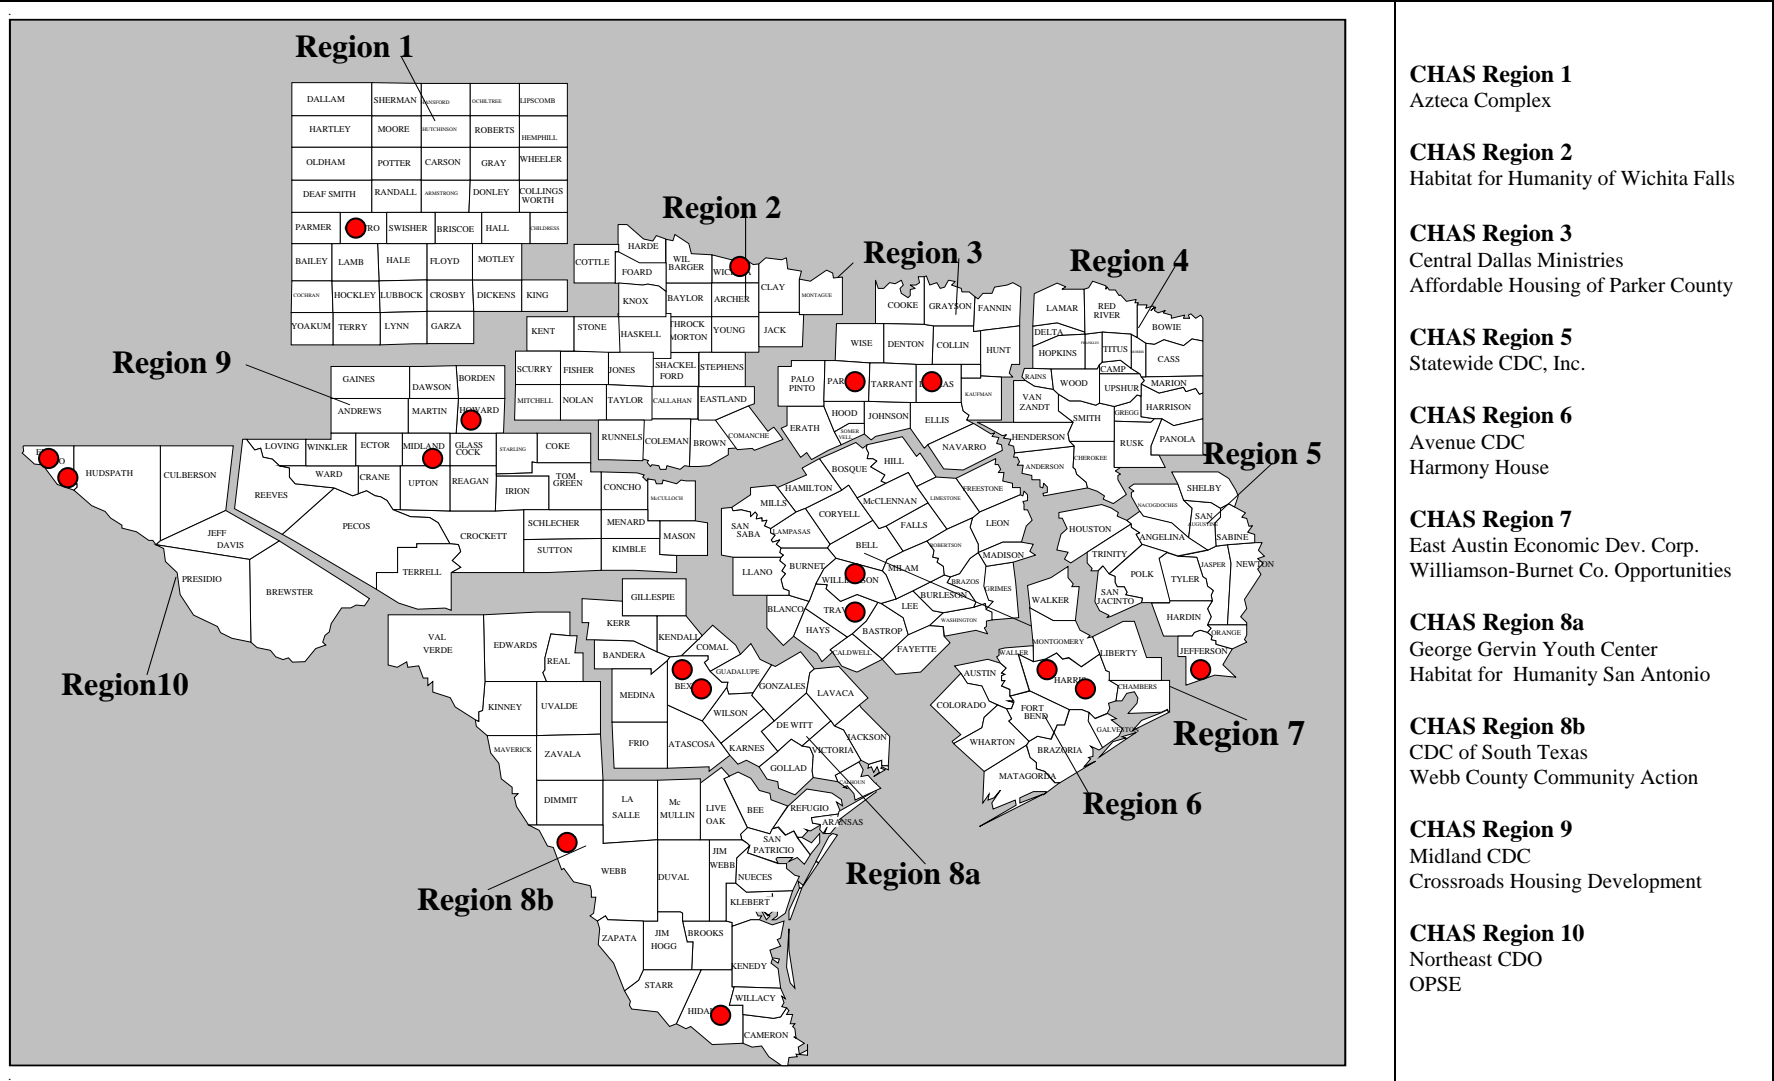 Region 1
DALLAM SHERMAN HANSFORD OCHILTREE LIPSCOMB
HARTLEY MOORE HUTCHINSON ROBERTS HEMPHILL
OLDHAM POTTER CARSON GRAY WHEELER
DEAF SMITH RANDALL ARMSTRONG DONLEY COLLINGS
WORTH
PARMER SWISHER BRISCOE HALL CHILDRESS
BAILEY LAMB HALE FLOYD MOTLEY
COCHRAN HOCKLEY LUBBOCK CROSBY DICKENS KING
YOAKUM TERRY LYNN GARZA
Region 2
HARDE
COTTLE FOARD WIL
BARGER
CLAY
KNOX BAYLOR ARCHER MONTAGUE
KENT STONE HASKELL THROCK
MORTON YOUNG JACK
SCURRY FISHER JONES SHACKEL
FORD STEPHENS
MITCHELL NOLAN TAYLOR CALLAHAN EASTLAND
RUNNELS COLEMAN BROWN COMANCHE
Region 3
COOKE GRAYSON FANNIN
WISE DENTON COLLIN HUNT
PALO
PINTO TARRANT KAUFMAN
HOOD JOHNSON ELLIS
ERATH SOMER
VELL NAVARRO
Region 4
LAMAR RED
RIVER BOWIE
DELTA
HOPKINS TITUS CASS
RAINS WOOD CAMP
UPSHUR MARION
VAN
ZANDT SMITH GREGG HARRISON
HENDERSON RUSK PANOLA
ANDERSON CHEROKEE
Region 9
GAINES DAWSON BORDEN
ANDREWS MARTIN HOWARD
LOVING WINKLER ECTOR MIDLAND GLASS
COCK STARLING COKE
WARD CRANE UPTON REAGAN IRION TOM
GREEN CONCHO McCULLOCH
REEVES PECOS CROCKETT SCHLECHER MENARD MASON
SUTTON KIMBLE
TERRELL
HUDSPATH CULBERSON
JEFF
DAVIS
PRESIDIO BREWSTER
Region10
Region 5
SHELBY
NACOGDOCHES SAN
AUGUSTINE
HOUSTON ANGELINA SABINE
TRINITY JASPER NEWTON
POLK TYLER
SAN
JACINTO HARDIN
ORANGE
JEFFERSON
BOSQUE HILL
HAMILTON McCLENNAN LIMESTONE FREESTONE
MILLS CORYELL
SAN
SABA LAMPASAS FALLS LEON
BELL ROBERTSON MADISON
LLANO BURNET MILAM
BRAZOS GRIMES
BURLESON
BLANCO LEE WASHINGTON
HAYS BASTROP
CALDWELL FAYETTE
WALKER
MONTGOMERY
WALLER LIBERTY
AUSTIN HARRIS CHAMBERS
COLORADO FORT
BEND GALVESTON
WHARTON BRAZORIA
MATAGORDA
Region 7
Region 6
GILLESPIE
KERR KENDALL
BANDERA COMAL
GUADALUPE
MEDINA GONZALES LAVACA
WILSON
FRIO ATASCOSA KARNES DE WITT JACKSON
VICTORIA
GOLLAD CALHOUN
Region 8a
VAL
VERDE EDWARDS
REAL
KINNEY UVALDE
MAVERICK ZAVALA
DIMMIT LA
SALLE Mc
MULLIN LIVE
OAK BEE REFUGIO
ARANSAS
SAN
PATRICIO
WEBB DUVAL JIM
WEBB NUECES
KLEBERT
Region 8b
ZAPATA JIM
HOGG BROOKS
KENEDY
STARR WILLACY
CAMERON
CHAS Region 1
Azteca Complex
CHAS Region 2
Habitat for Humanity of Wichita Falls
CHAS Region 3
Central Dallas Ministries
Affordable Housing of Parker County
CHAS Region 5
Statewide CDC, Inc.
CHAS Region 6
Avenue CDC
Harmony House
CHAS Region 7
East Austin Economic Dev. Corp.
Williamson-Burnet Co. Opportunities
CHAS Region 8a
George Gervin Youth Center
Habitat for Humanity San Antonio
CHAS Region 8b
CDC of South Texas
Webb County Community Action
CHAS Region 9
Midland CDC
Crossroads Housing Development
CHAS Region 10
Northeast CDO
OPSE